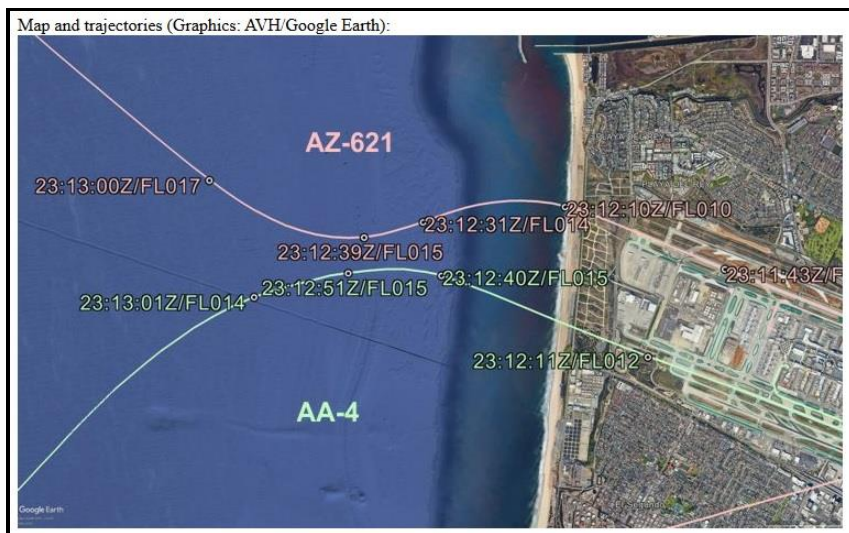 Map and trajectories (Graphics: AVH/Google Earth):
AZ-621
23:13:00Z/FL017
23:12:10Z/FL010
23:12:31Z/FL014
23:12:39Z/FL015
23:11:43Z/F
23:12:40Z/FL015
23:12:51Z/FL015
23:13:01Z/FL014
23:12:11Z/FL012
AA-4
El Segundo
Google Earth